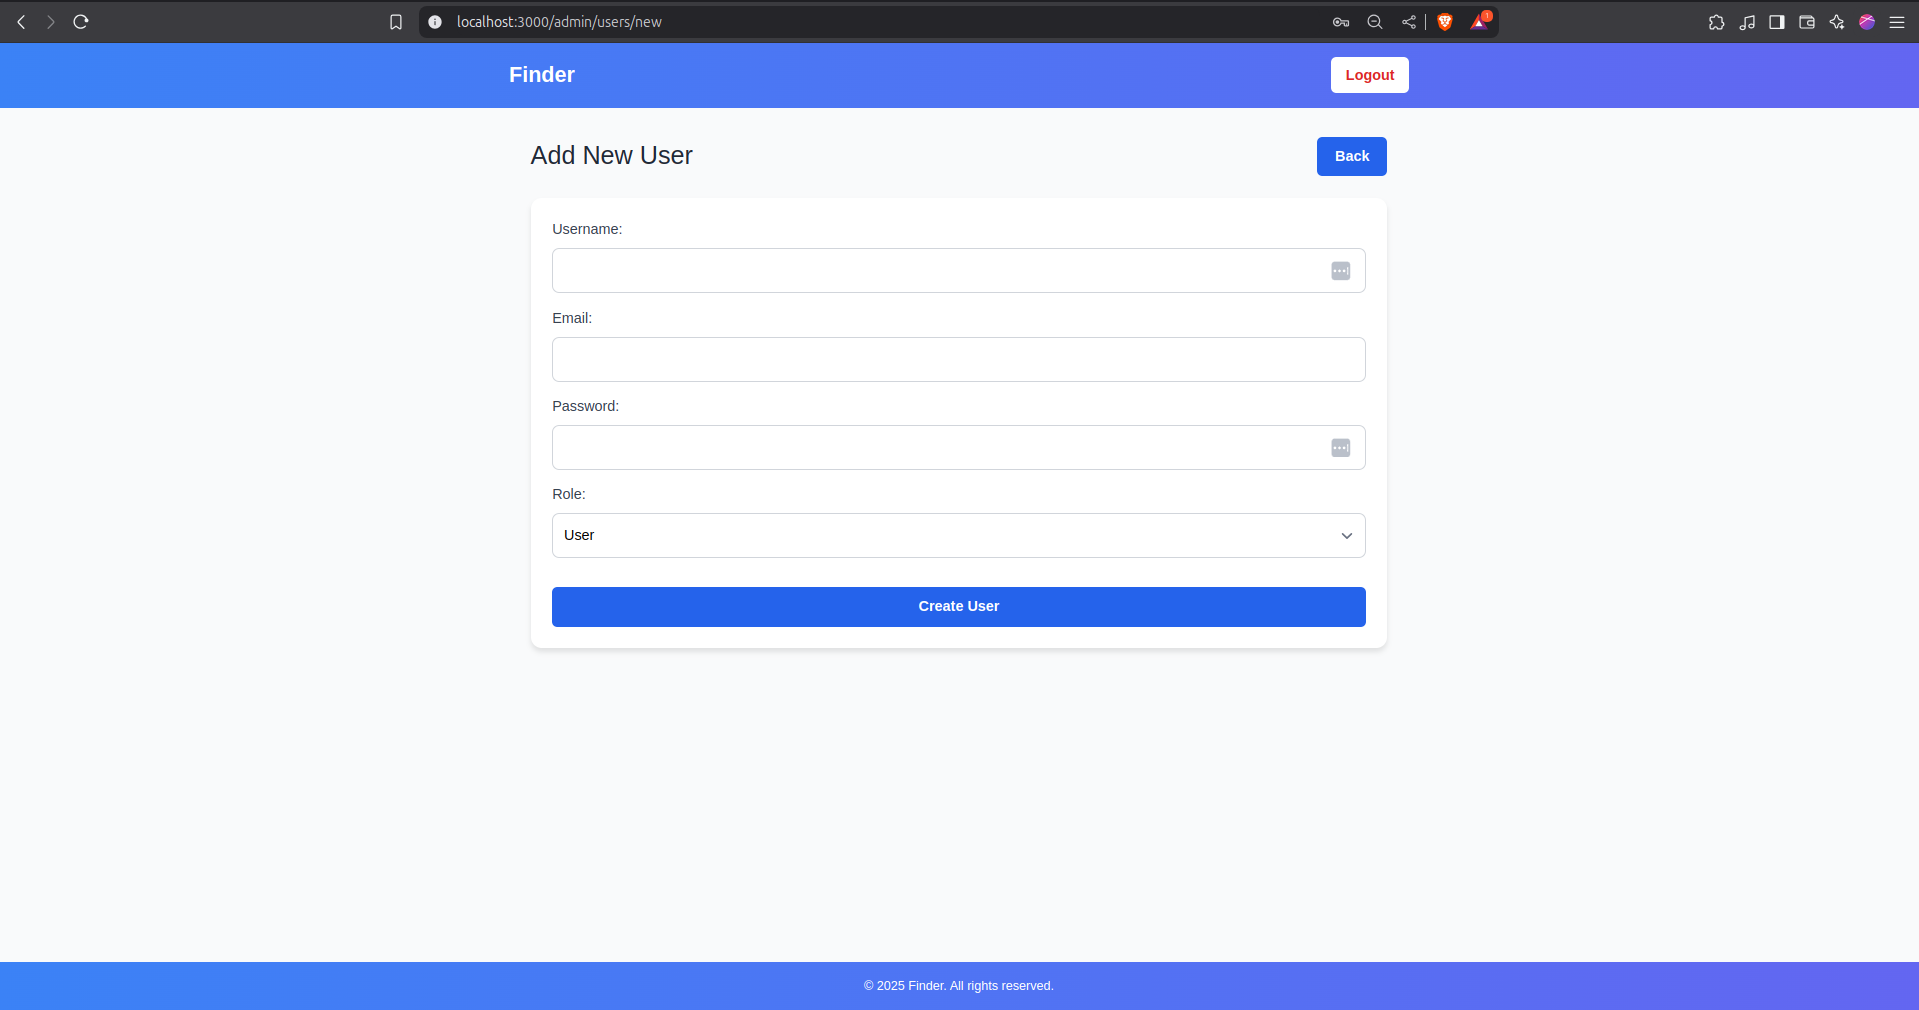 localhost:3000/admin/users/new
1
Finder
Logout
Add New User
Back
Username:
Email:
Password:
Role:
User
Create User
© 2025 Finder. All rights reserved.